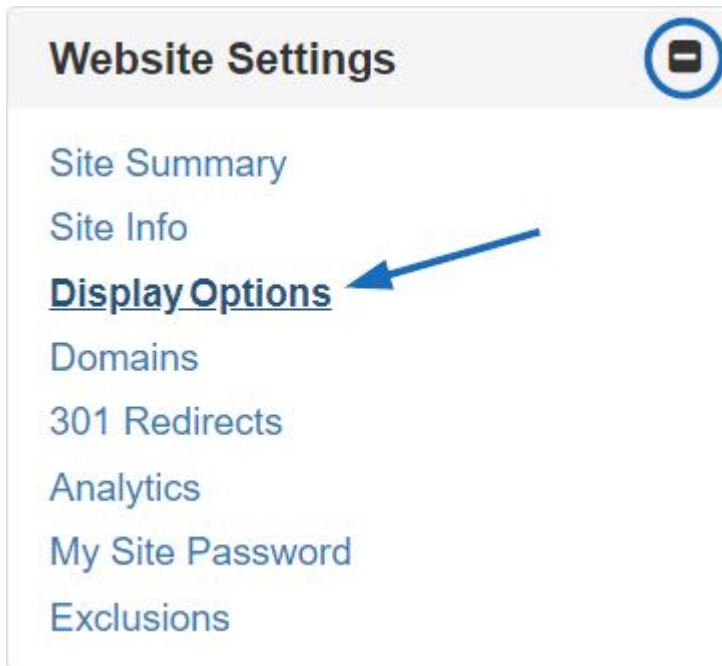 Website Settings
Site Summary
Site Info
Display Options
Domains
301 Redirects
Analytics
My Site Password
Exclusions